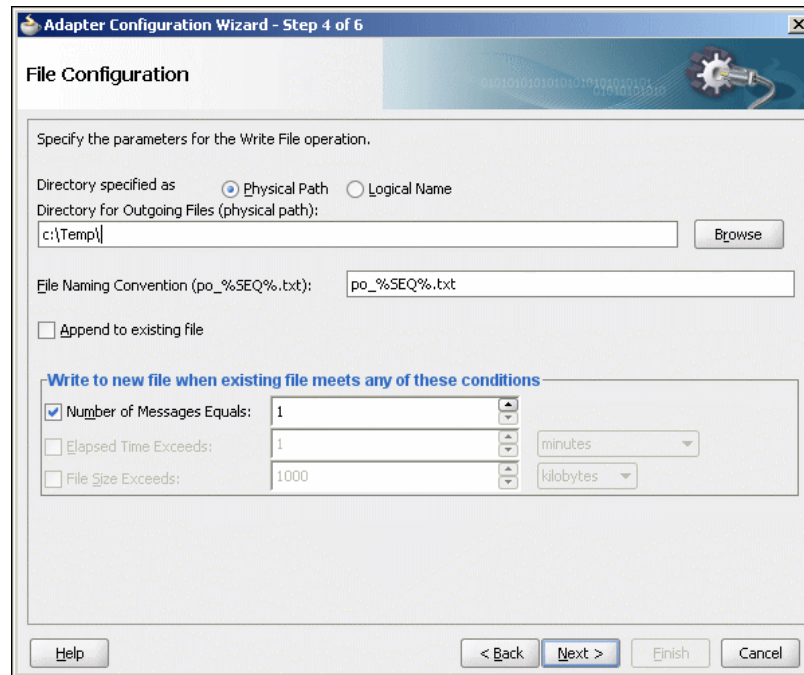 Adapter Configuration Wizard - Step 4 of 6
File Configuration
Specify the parameters for the Write File operation.
Directory specified as Physical Path Logical Name
Directory for Outgoing Files (physical path):
c:\Temp\
Browse
File Naming Convention (po_%SEQ%.txt): po_%SEQ%.txt
Append to existing file
Write to new file when existing file meets any of these conditions
Number of Messages Equals: 1
Elapsed Time Exceeds: 1 minutes
File Size Exceeds: 1000 kilobytes
Help < Back Next > Finish Cancel